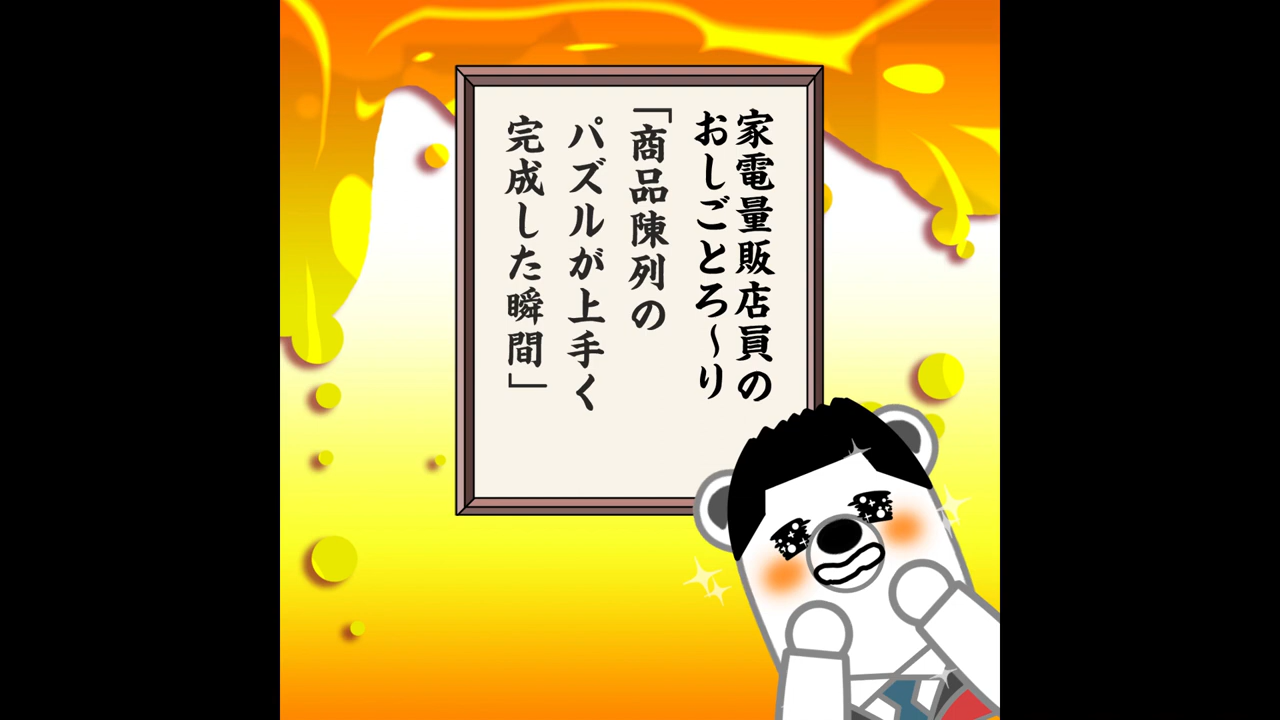 家電量販店員の
おしごとろ～り
「商品陳列の
パズルが上手く
完成した瞬間」